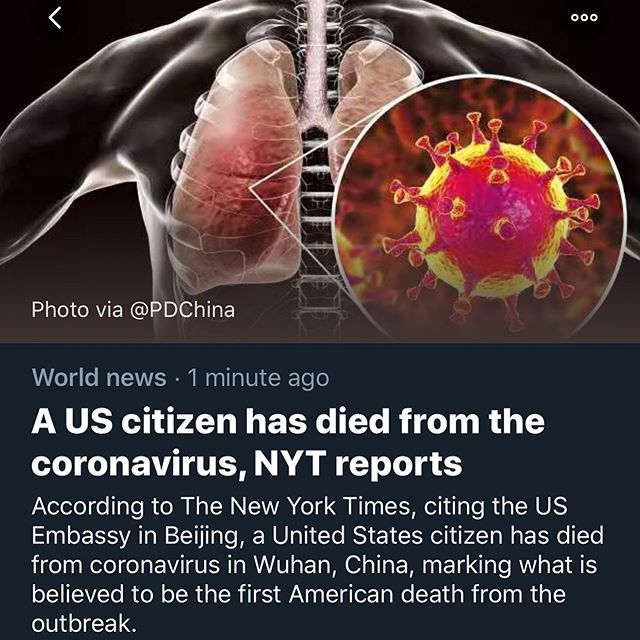 Photo via @PDChina
World news · 1 minute ago
A US citizen has died from the
coronavirus, NYT reports
According to The New York Times, citing the US
Embassy in Beijing, a United States citizen has died
from coronavirus in Wuhan, China, marking what is
believed to be the first American death from the
outbreak.